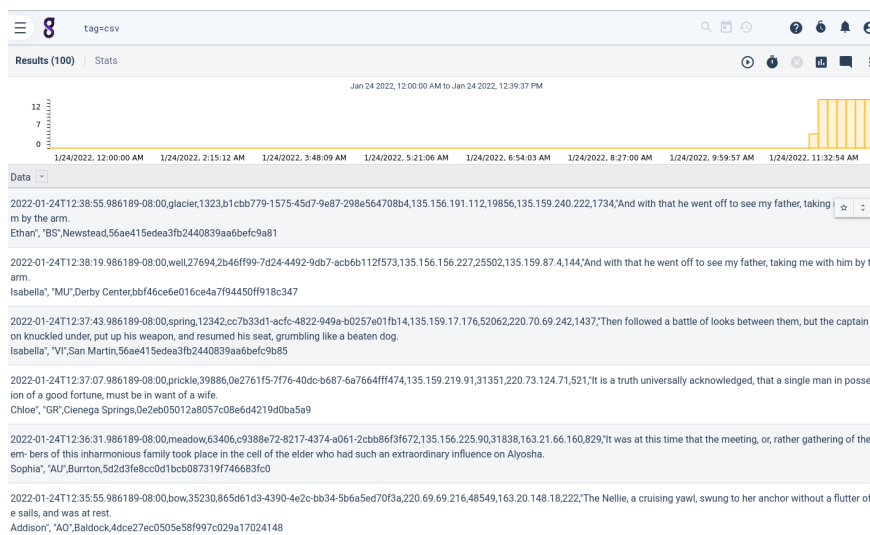 tag=csv
Results (100) | Stats
Jan 24 2022, 12:00:00 AM to Jan 24 2022, 12:39:37 PM
12
7
0
1/24/2022, 12:00:00 AM 1/24/2022, 2:15:12 AM 1/24/2022, 3:48:09 AM 1/24/2022, 5:21:06 AM 1/24/2022, 6:54:03 AM 1/24/2022, 8:27:00 AM 1/24/2022, 9:59:57 AM 1/24/2022, 11:32:54 AM
Data
2022-01-24T12:38:55.986189-08:00,glacier,1323,b1cbb779-1575-45d7-9e87-298e564708b4,135.156.191.112,19856,135.159.240.222,1734,"And with that he went off to see my father, taking
m by the arm.
Ethan", "BS",Newstead,56ae415edea3fb2440839aa6befc9a81
2022-01-24T12:38:19.986189-08:00,well,27694,2b46ff99-7d24-4492-9db7-acb6b112f573,135.156.156.227,25502,135.159.87.4,144,"And with that he went off to see my father, taking me with him by t
arm.
Isabella", "MU",Derby Center,bbf46ce6e016ce4a7f94450ff918c347
2022-01-24T12:37:43.986189-08:00,spring,12342,cc7b33d1-acfc-4822-949a-b0257e01fb14,135.159.17.176,52062,220.70.69.242,1437,"Then followed a battle of looks between them, but the captain
on knuckled under, put up his weapon, and resumed his seat, grumbling like a beaten dog.
Isabella", "VI",San Martin,56ae415edea3fb2440839aa6befc9b85
2022-01-24T12:37:07.986189-08:00,prickle,39886,0e2761f5-7f76-40dc-b687-6a7664fff474,135.159.219.91,31351,220.73.124.71,521,"It is a truth universally acknowledged, that a single man in posse
ion of a good fortune, must be in want of a wife.
Chloe", "GR",Cienega Springs,0e2eb05012a8057c08e6d4219d0ba5a9
2022-01-24T12:36:31.986189-08:00,meadow,63406,c9388e72-8217-4374-a061-2cbb86f3f672,135.156.225.90,31838,163.21.66.160,829,"It was at this time that the meeting, or, rather gathering of the
em- bers of this inharmonious family took place in the cell of the elder who had such an extraordinary influence on Alyosha.
Sophia", "AU",Burrton,5d2d3fe8cc0d1bcb087319f746683fc0
2022-01-24T12:35:55.986189-08:00,bow,35230,865d61d3-4390-4e2c-bb34-5b6a5ed70f3a,220.69.69.216,48549,163.20.148.18,222,"The Nellie, a cruising yawl, swung to her anchor without a flutter of
e sails, and was at rest.
Addison", "AO",Baldock,4dce27ec0505e58f997c029a17024148